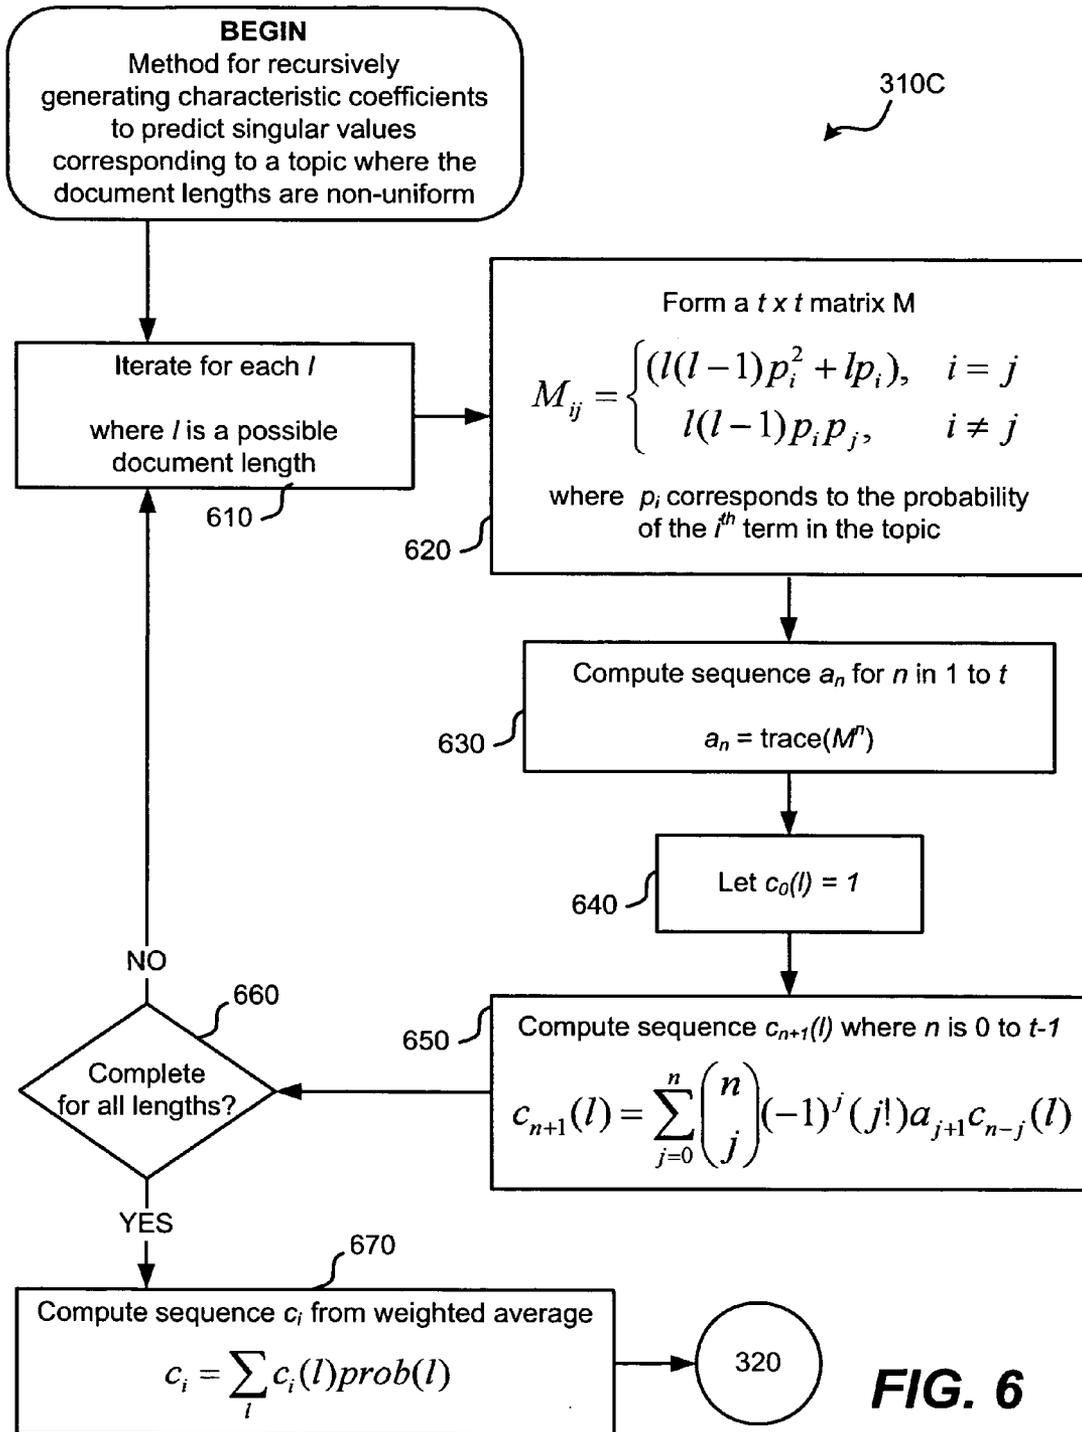 BEGIN
Method for recursively
generating characteristic coefficients
to predict singular values
corresponding to a topic where the
document lengths are non-uniform
310C
Iterate for each l
where l is a possible
document length
610
Form a t x t matrix M
M_{ij} = { (l(l−1)p_i^2 + lp_i), i = j
l(l−1)p_i p_j, i ≠ j
where p_i corresponds to the probability
of the i^{th} term in the topic
620
Compute sequence a_n for n in 1 to t
a_n = trace(M^n)
630
Let c_0(l) = 1
640
Compute sequence c_{n+1}(l) where n is 0 to t-1
c_{n+1}(l) = \sum_{j=0}^{n} \binom{n}{j} (−1)^j (j!) a_{j+1} c_{n−j}(l)
650
NO
660
Complete
for all lengths?
YES
670
Compute sequence c_i from weighted average
c_i = \sum_l c_i(l)prob(l)
320
FIG. 6